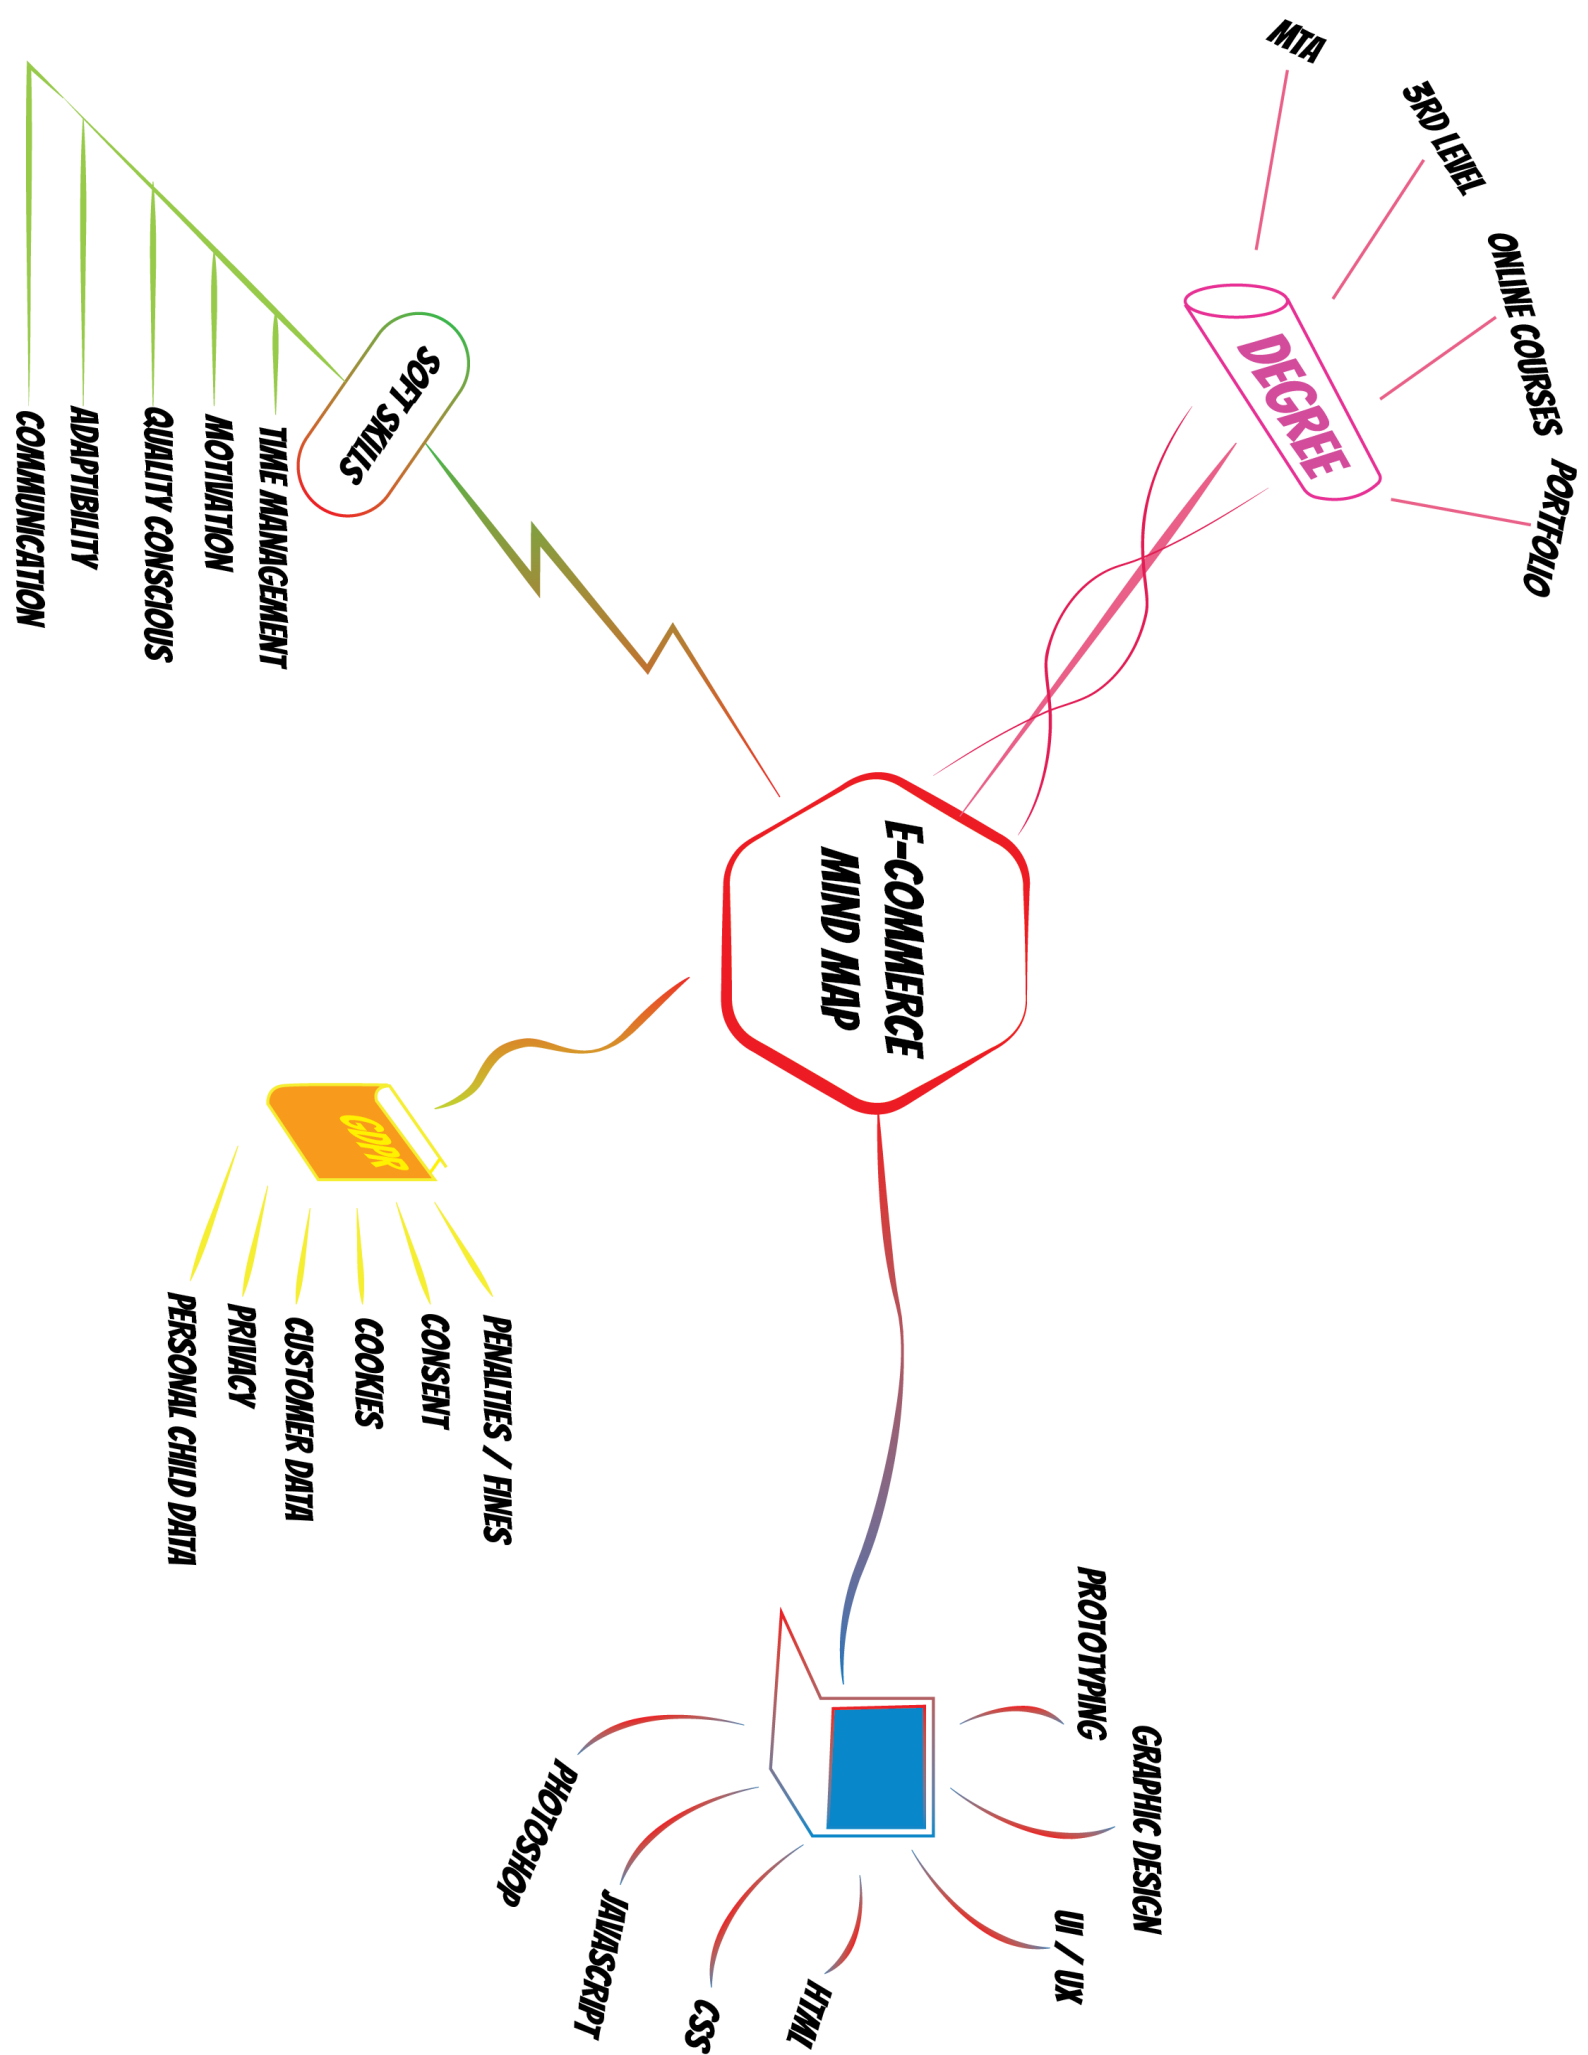 E-COMMERCE
MIND MAP
DEGREE
MTA
3RD LEVEL
ONLINE COURSES
PORTFOLIO
SOFT SKILLS
TIME MANAGEMENT
MOTIVATION
QUALITY CONSCIOUS
ADAPTIBILITY
COMMUNICATION
GDPR
PENALTIES / FINES
CONSENT
COOKIES
CUSTOMER DATA
PRIVACY
PERSONAL CHILD DATA
PROTOTYPING
GRAPHIC DESIGN
UI / UX
HTML
CSS
JAVASCRIPT
PHOTOSHOP